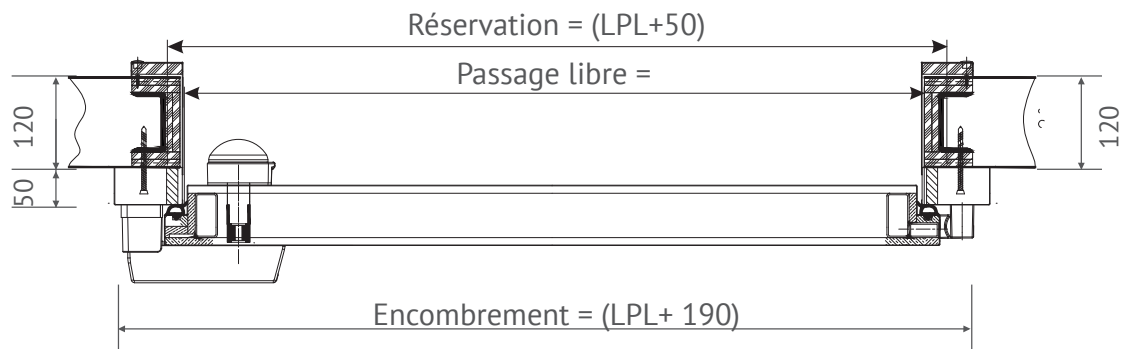 Réservation = (LPL+50)
Passage libre =
120
120
50
Encombrement = (LPL+ 190)